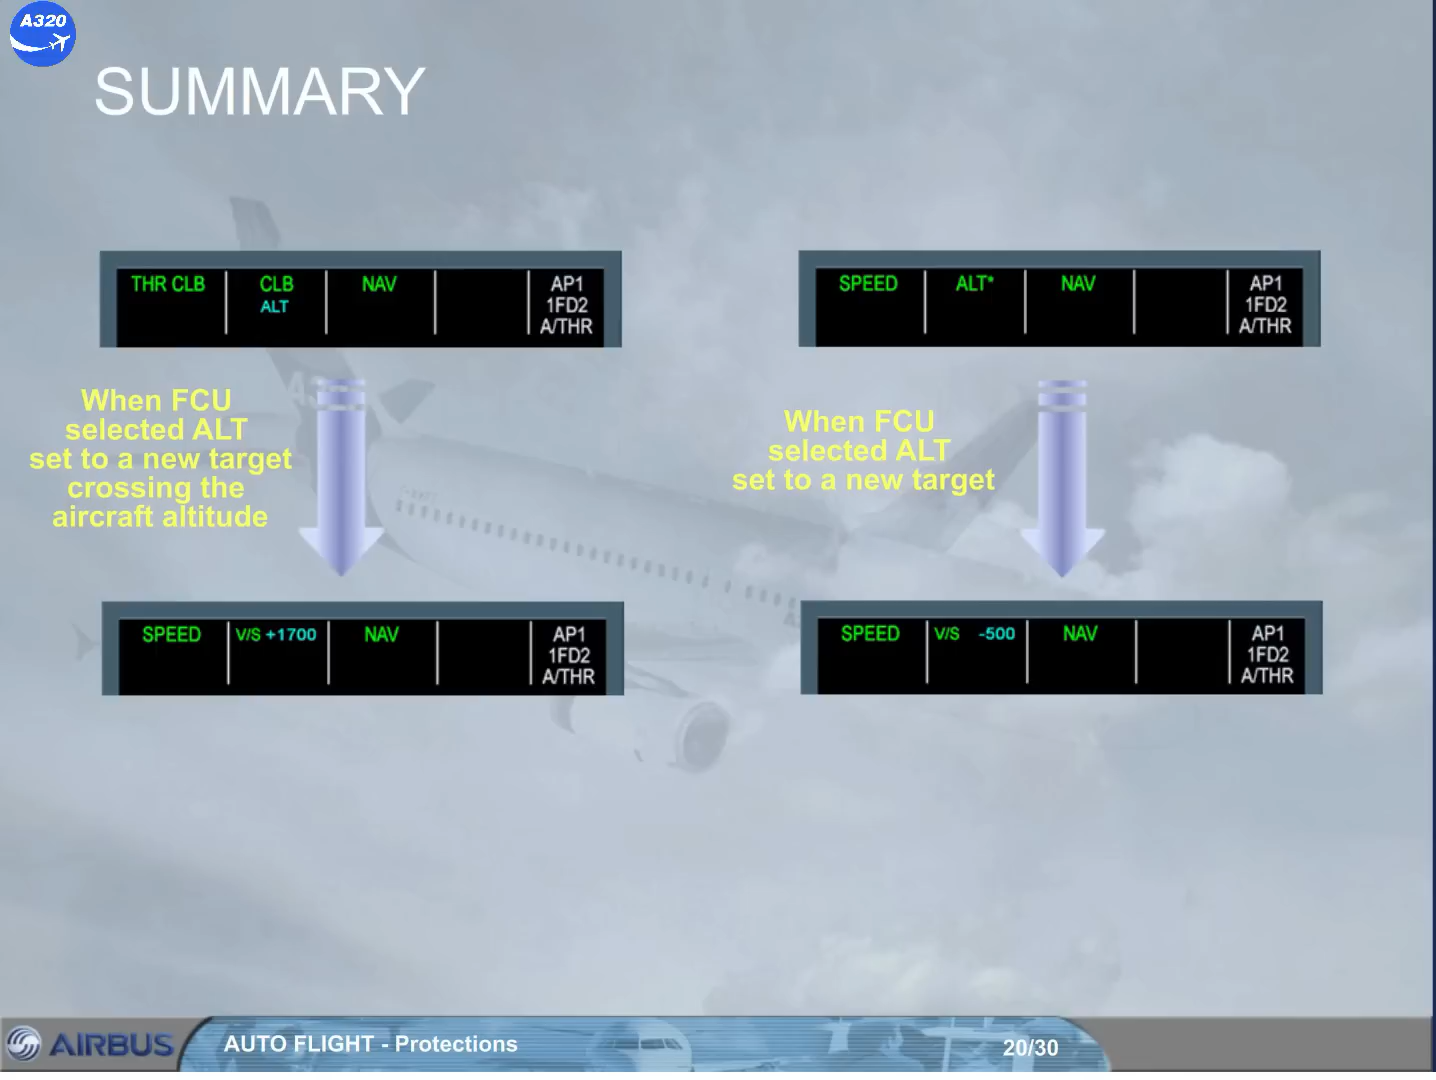 A320
SUMMARY
THR CLB CLB NAV AP1
ALT 1FD2
A/THR
SPEED ALT* NAV AP1
1FD2
A/THR
When FCU
selected ALT
set to a new target
crossing the
aircraft altitude
When FCU
selected ALT
set to a new target
SPEED V/S +1700 NAV AP1
1FD2
A/THR
SPEED V/S -500 NAV AP1
1FD2
A/THR
AIRBUS
AUTO FLIGHT - Protections
20/30